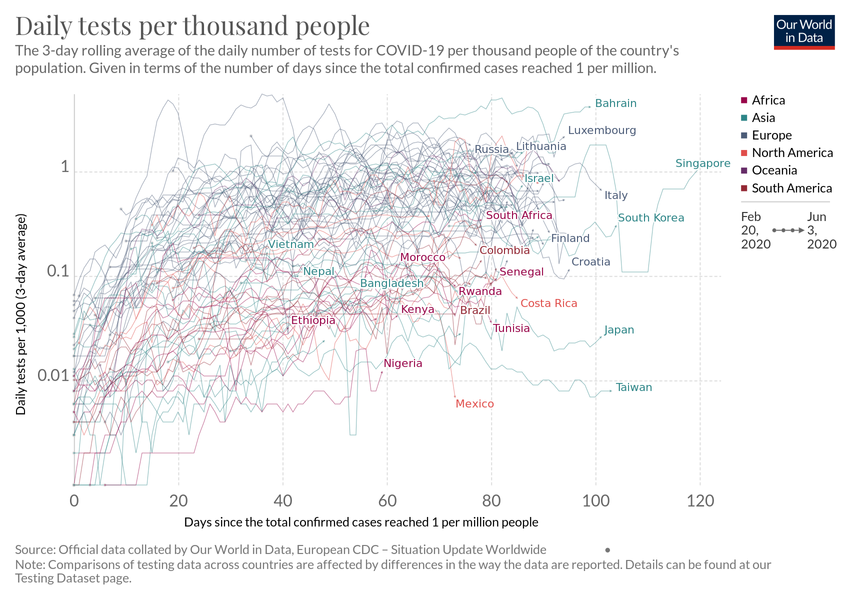 Daily tests per thousand people
The 3-day rolling average of the daily number of tests for COVID-19 per thousand people of the country's
population. Given in terms of the number of days since the total confirmed cases reached 1 per million.
Our World
in Data
Daily tests per 1,000 (3-day average)
1
0.1
0.01
Bahrain
Luxembourg
Russia
Lithuania
Singapore
Israel
Italy
South Africa
South Korea
Vietnam
Finland
Colombia
Morocco
Croatia
Nepal
Senegal
Bangladesh
Rwanda
Costa Rica
Kenya
Brazil
Ethiopia
Tunisia
Japan
Nigeria
Taiwan
Mexico
Africa
Asia
Europe
North America
Oceania
South America
Feb
20,
2020
Jun
3,
2020
0 20 40 60 80 100 120
Days since the total confirmed cases reached 1 per million people
Source: Official data collated by Our World in Data, European CDC – Situation Update Worldwide
Note: Comparisons of testing data across countries are affected by differences in the way the data are reported. Details can be found at our
Testing Dataset page.